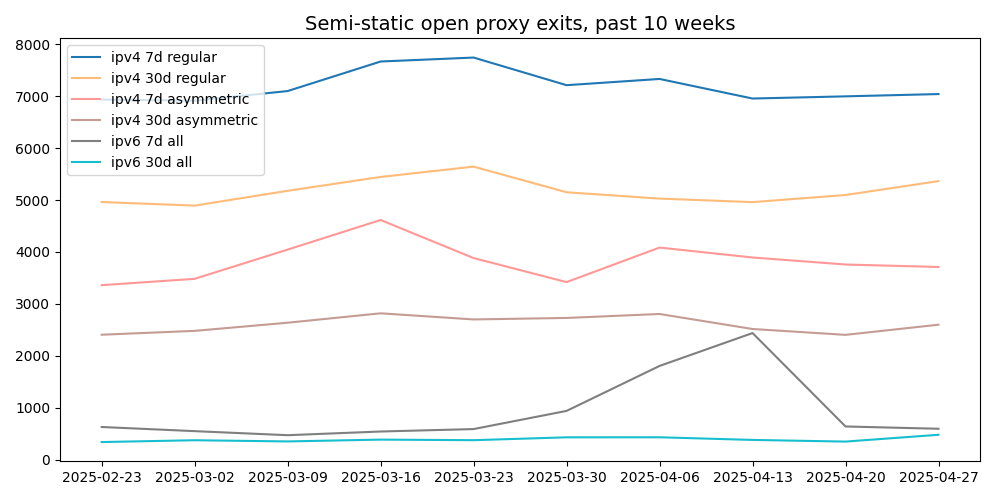 Semi-static open proxy exits, past 10 weeks
8000
7000
6000
5000
4000
3000
2000
1000
0
ipv4 7d regular
ipv4 30d regular
ipv4 7d asymmetric
ipv4 30d asymmetric
ipv6 7d all
ipv6 30d all
2025-02-23 2025-03-02 2025-03-09 2025-03-16 2025-03-23 2025-03-30 2025-04-06 2025-04-13 2025-04-20 2025-04-27